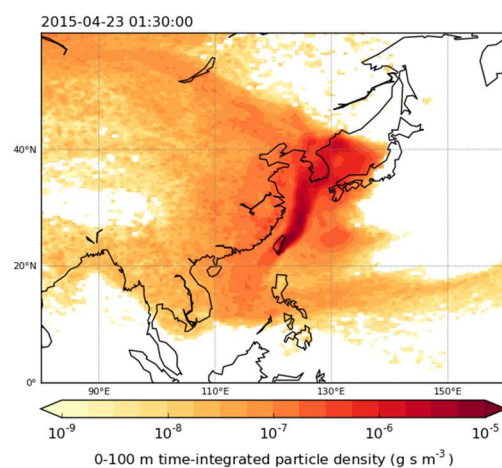 2015-04-23 01:30:00
40°N
20°N
0°
90°E
110°E
130°E
150°E
10⁻⁹
10⁻⁸
10⁻⁷
10⁻⁶
10⁻⁵
0-100 m time-integrated particle density (g s m⁻³)